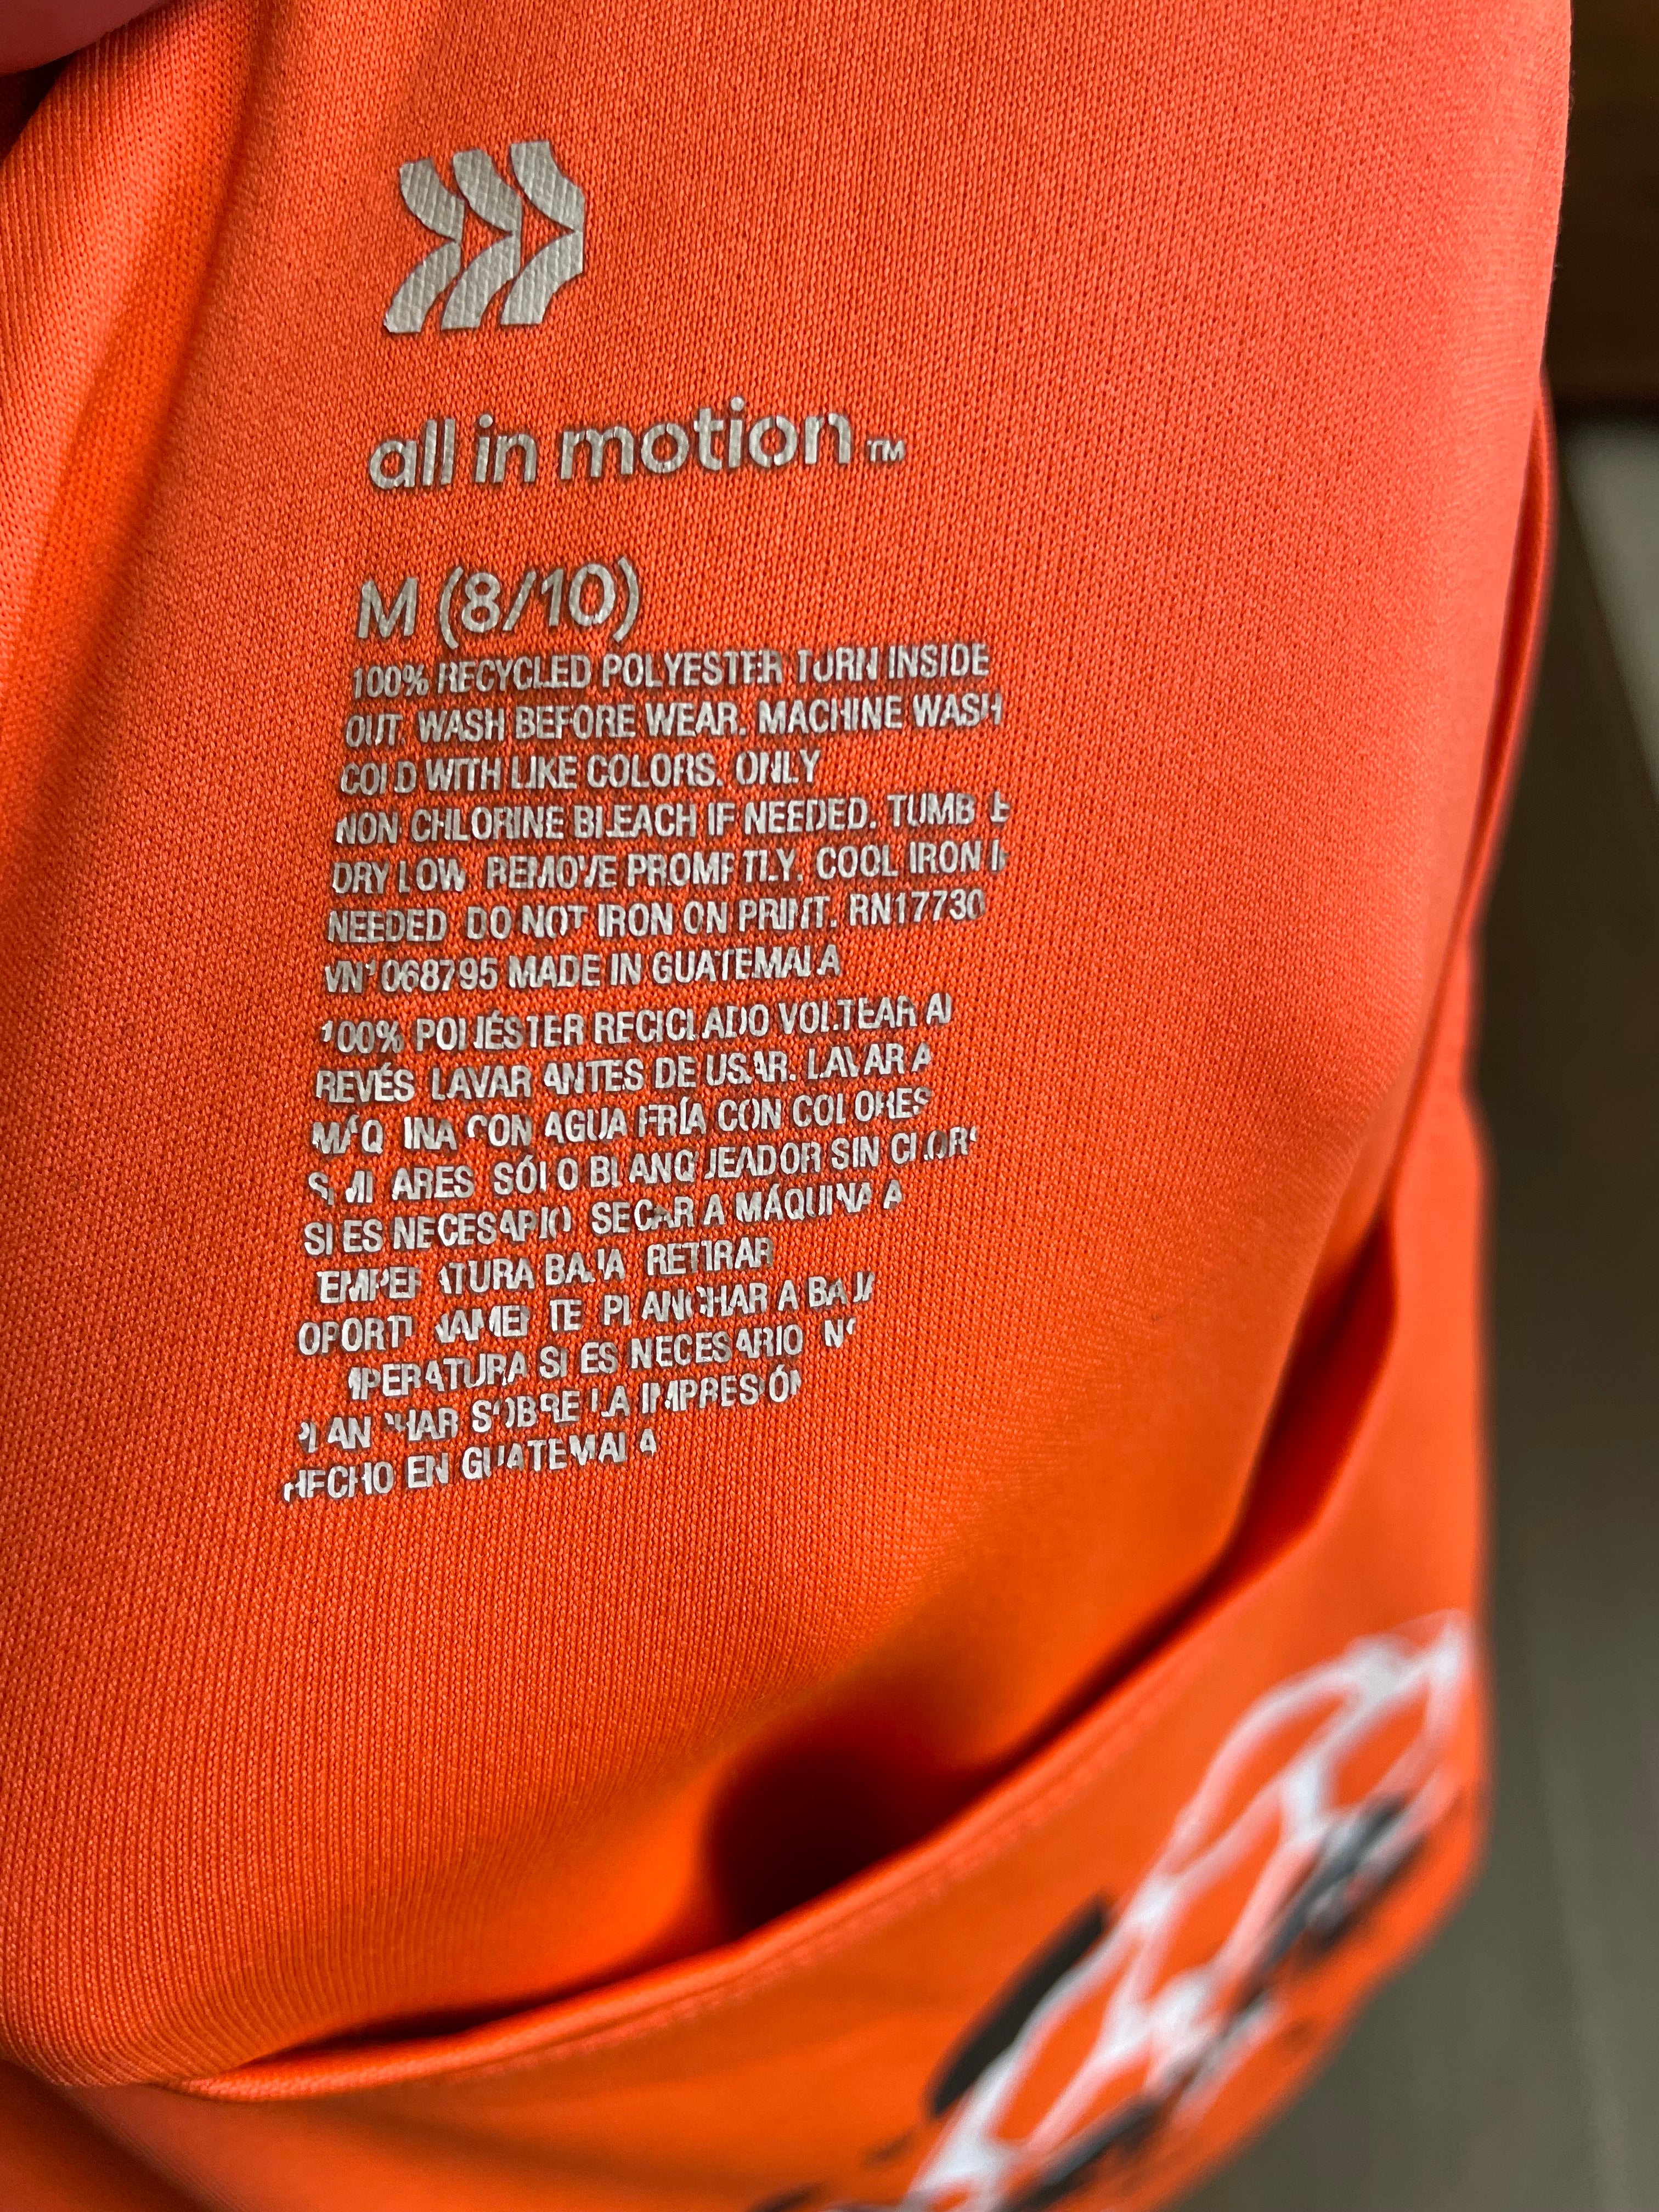 all in motion™
M (8/10)
100% RECYCLED POLYESTER TURN INSIDE
OUT. WASH BEFORE WEAR. MACHINE WASH
COLD WITH LIKE COLORS. ONLY
NON CHLORINE BLEACH IF NEEDED. TUMBLE
DRY LOW. REMOVE PROMPTLY. COOL IRON IF
NEEDED. DO NOT IRON ON PRINT. RN17730
VN1068795 MADE IN GUATEMALA
100% POLIÉSTER RECICLADO VOLTEAR AL
REVÉS. LAVAR ANTES DE USAR. LAVAR A
MÁQUINA CON AGUA FRÍA CON COLORES
SIMILARES. SÓLO BLANQUEADOR SIN CLORO
SI ES NECESARIO. SECAR A MÁQUINA A
TEMPERATURA BAJA. RETIRAR
OPORTUNAMENTE. PLANCHAR A BAJA
TEMPERATURA SI ES NECESARIO. NO
PLANCHAR SOBRE LA IMPRESIÓN
HECHO EN GUATEMALA